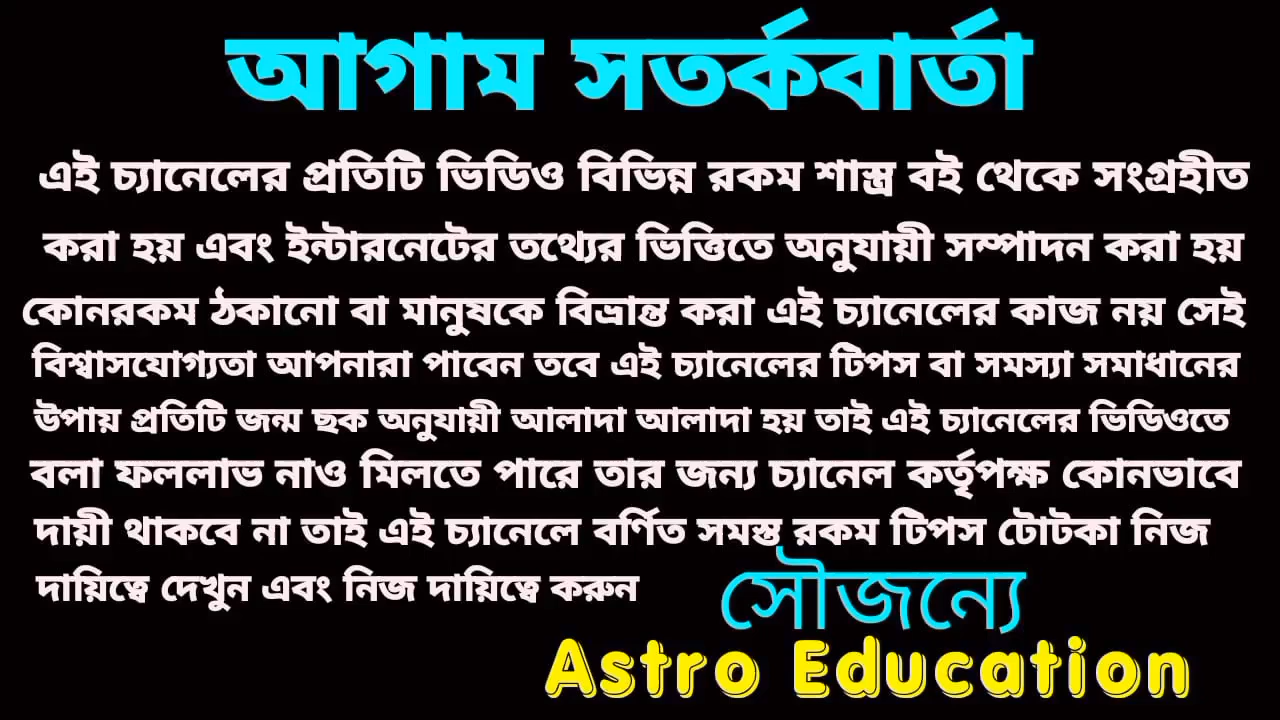 আগাম সতর্কবার্তা
এই চ্যানেলের প্রতিটি ভিডিও বিভিন্ন রকম শাস্ত্র বই থেকে সংগ্রহীত
করা হয় এবং ইন্টারনেটের তথ্যের ভিত্তিতে অনুযায়ী সম্পাদন করা হয়
কোনরকম ঠকানো বা মানুষকে বিভ্রান্ত করা এই চ্যানেলের কাজ নয় সেই
বিশ্বাসযোগ্যতা আপনারা পাবেন তবে এই চ্যানেলের টিপস বা সমস্যা সমাধানের
উপায় প্রতিটি জন্ম ছক অনুযায়ী আলাদা আলাদা হয় তাই এই চ্যানেলের ভিডিওতে
বলা ফললাভ নাও মিলতে পারে তার জন্য চ্যানেল কর্তৃপক্ষ কোনভাবে
দায়ী থাকবে না তাই এই চ্যানেলে বর্ণিত সমস্ত রকম টিপস টোটকা নিজ
দায়িত্বে দেখুন এবং নিজ দায়িত্বে করুন
সৌজন্যে
Astro Education